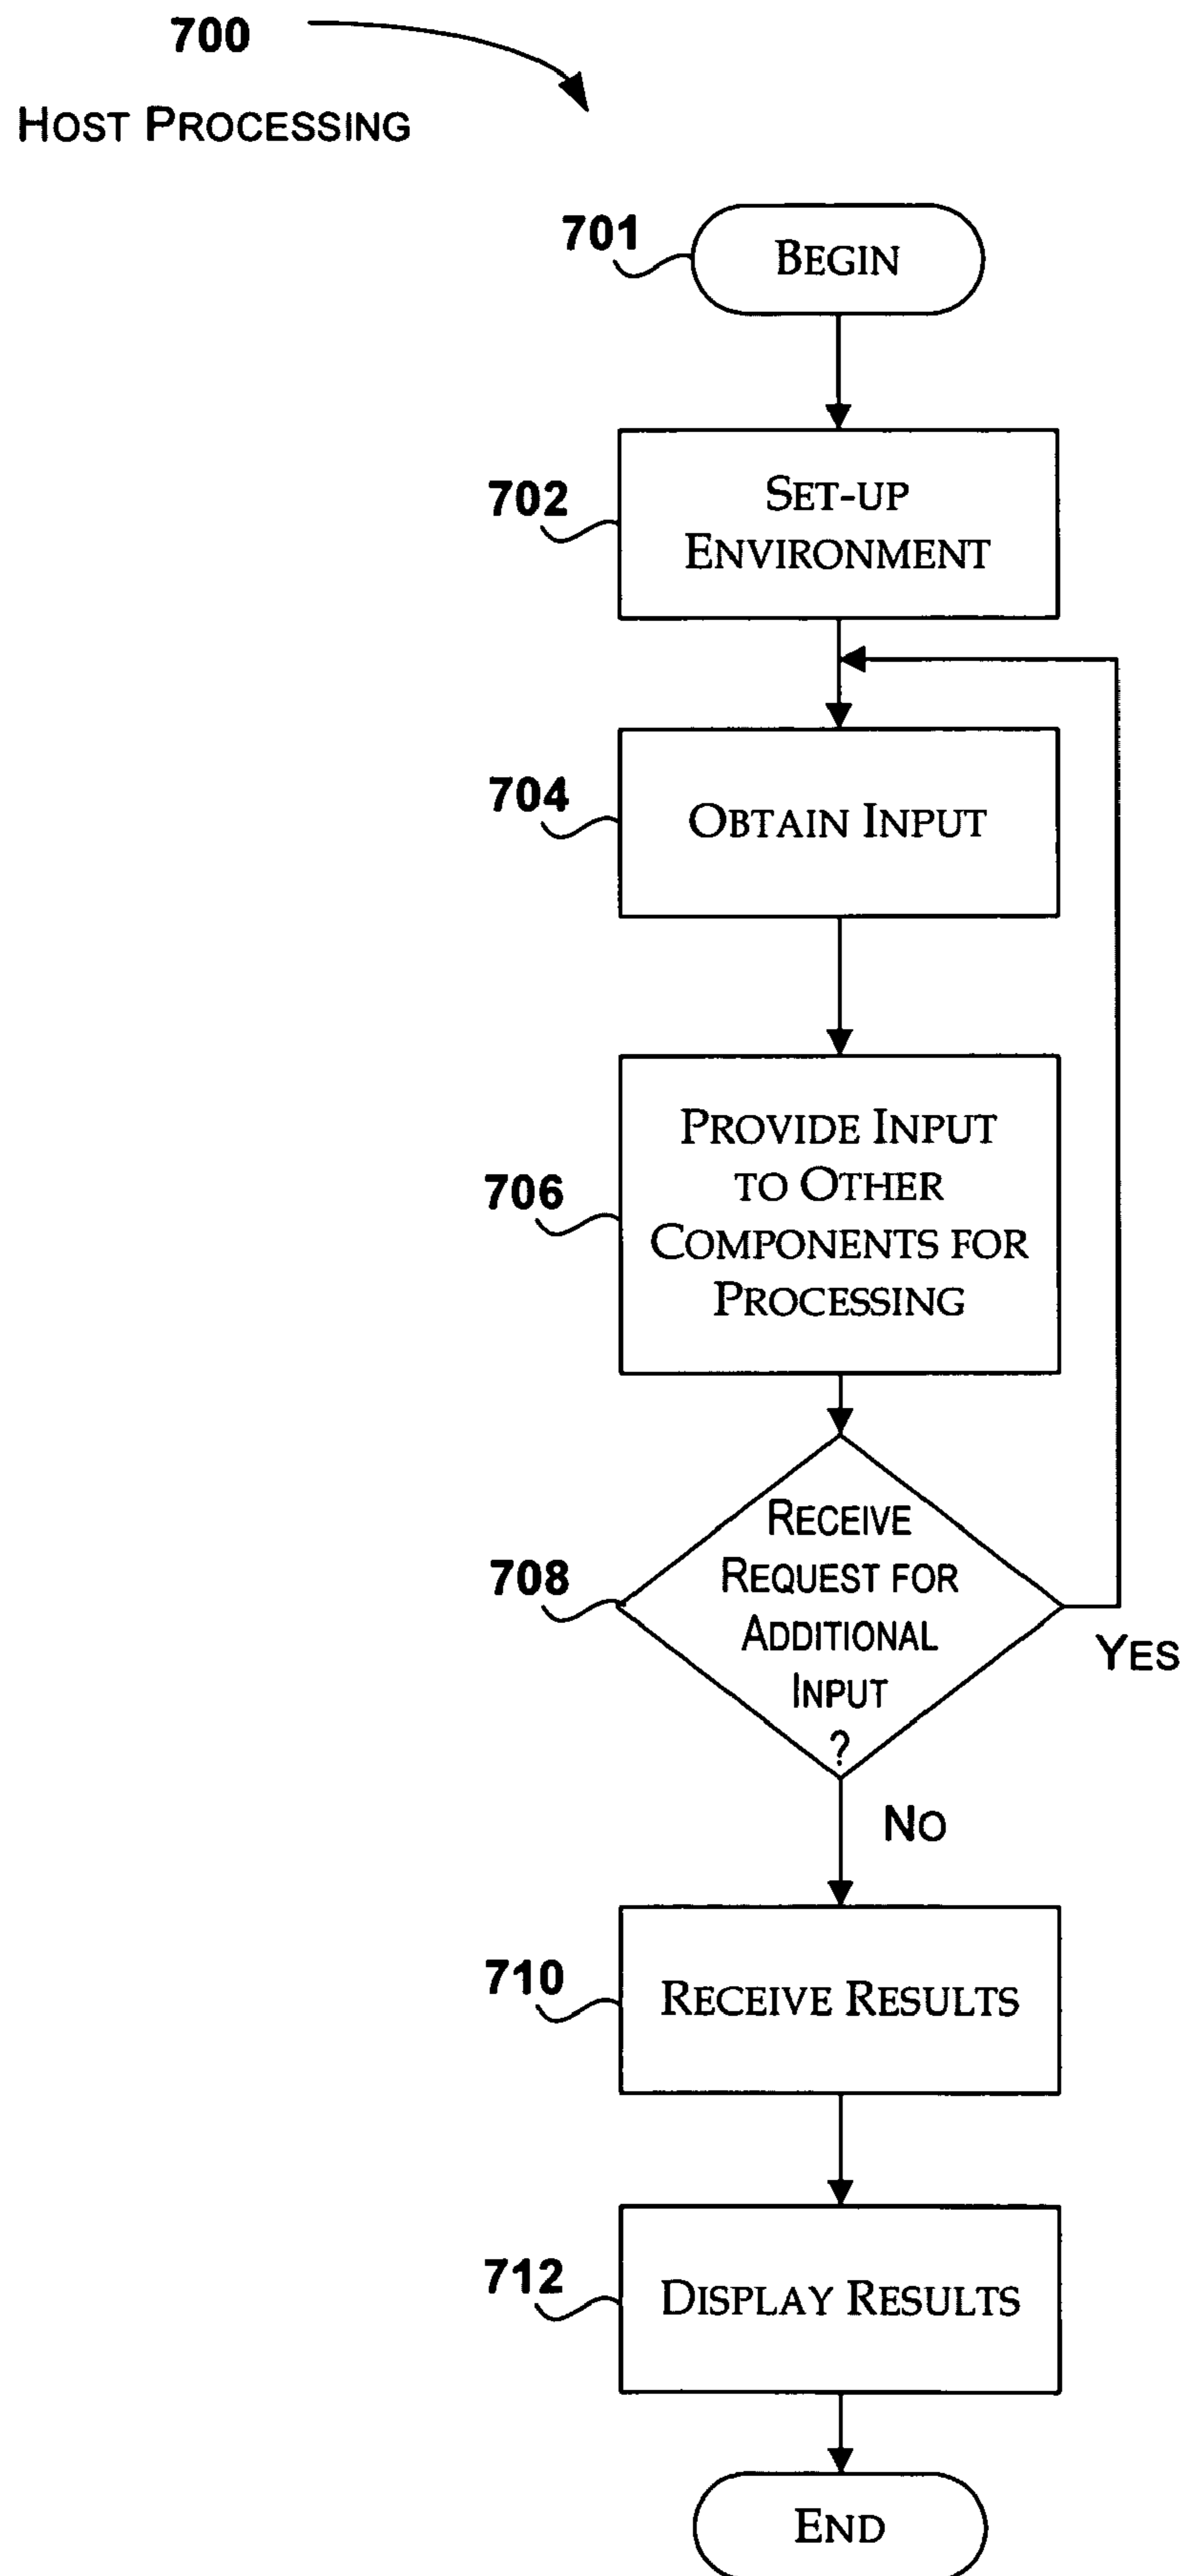 700
HOST PROCESSING
701
BEGIN
702
SET-UP
ENVIRONMENT
704
OBTAIN INPUT
706
PROVIDE INPUT
TO OTHER
COMPONENTS FOR
PROCESSING
708
RECEIVE
REQUEST FOR
ADDITIONAL
INPUT
?
YES
NO
710
RECEIVE RESULTS
712
DISPLAY RESULTS
END